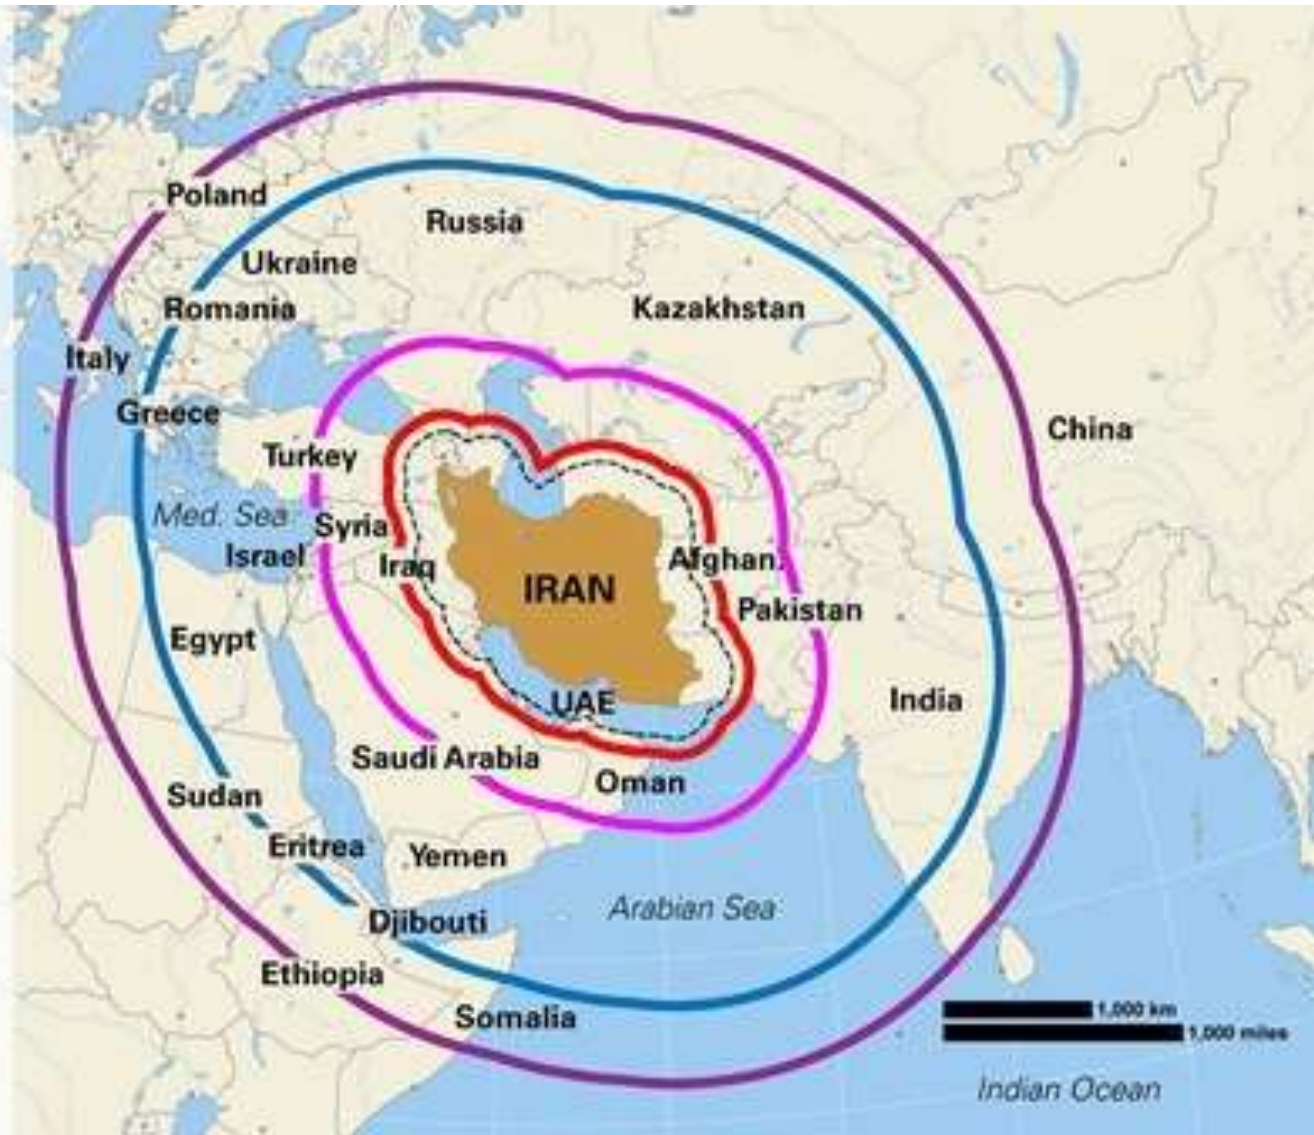 Poland
Russia
Ukraine
Romania
Kazakhstan
Italy
Greece
China
Turkey
Med. Sea
Syria
Israel
Iraq
Afghan.
IRAN
Pakistan
Egypt
UAE
India
Saudi Arabia
Oman
Sudan
Eritrea
Yemen
Arabian Sea
Djibouti
Ethiopia
Somalia
1,000 km
1,000 miles
Indian Ocean